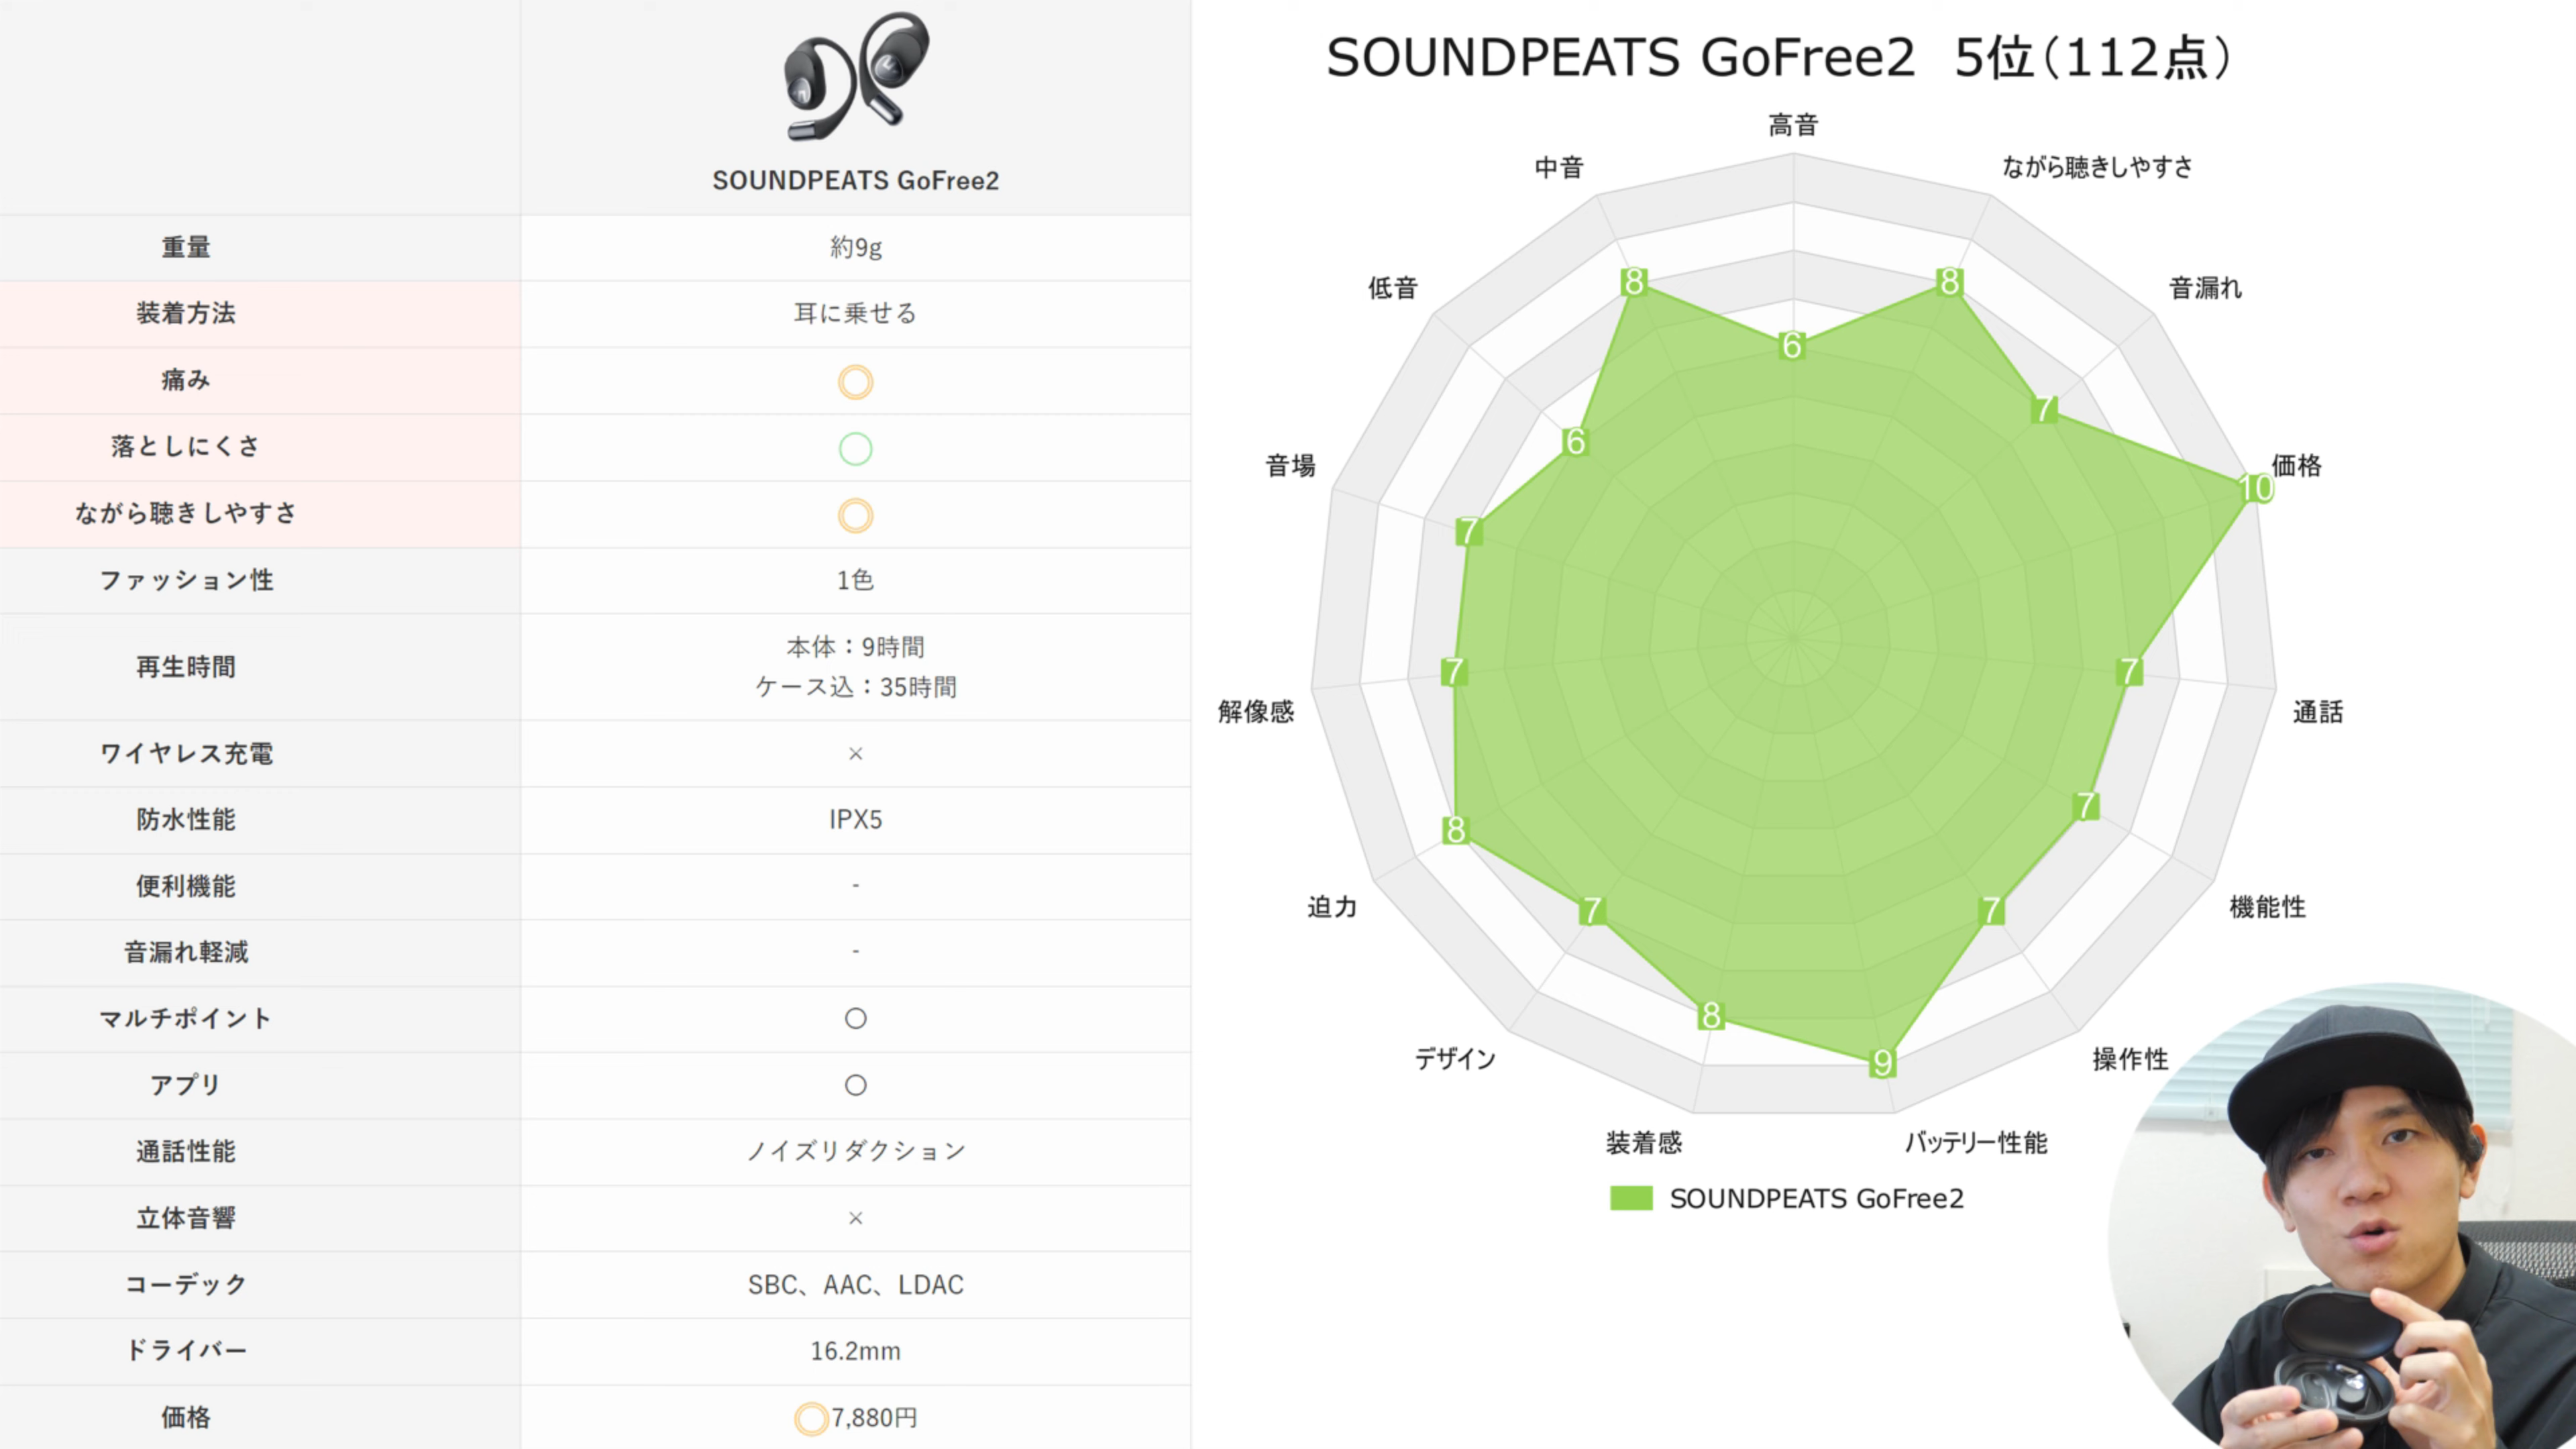 SOUNDPEATS GoFree2
重量
約9g
装着方法
耳に乗せる
痛み
◎
落としにくさ
○
ながら聴きしやすさ
◎
ファッション性
1色
再生時間
本体：9時間
ケース込：35時間
ワイヤレス充電
×
防水性能
IPX5
便利機能
-
音漏れ軽減
-
マルチポイント
○
アプリ
○
通話性能
ノイズリダクション
立体音響
×
コーデック
SBC、AAC、LDAC
ドライバー
16.2mm
価格
◎7,880円
SOUNDPEATS GoFree2 5位（112点）
高音
ながら聴きしやすさ
音漏れ
価格
通話
機能性
操作性
バッテリー性能
装着感
デザイン
迫力
解像感
音場
低音
中音
6
8
7
10
7
7
7
9
8
7
8
7
7
6
8
SOUNDPEATS GoFree2